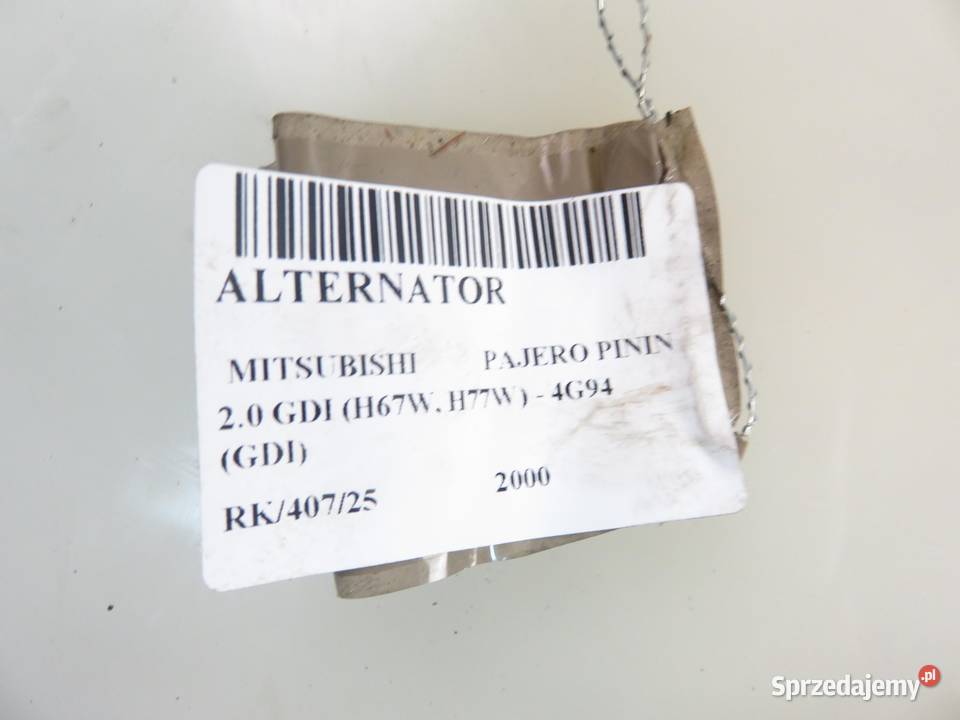 ALTERNATOR
MITSUBISHI PAJERO PININ
2.0 GDI (H67W, H77W) - 4G94
(GDI)
RK/407/25 2000
Sprzedajemy.pl